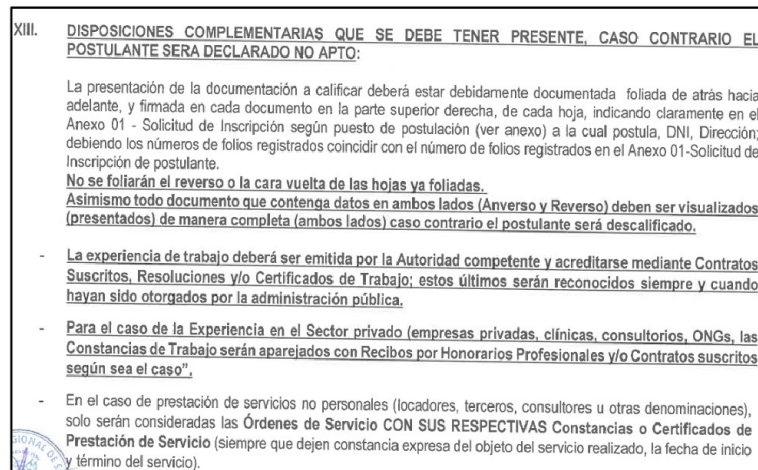 XIII. DISPOSICIONES COMPLEMENTARIAS QUE SE DEBE TENER PRESENTE, CASO CONTRARIO EL
POSTULANTE SERA DECLARADO NO APTO:
La presentación de la documentación a calificar deberá estar debidamente documentada foliada de atrás hacia
adelante, y firmada en cada documento en la parte superior derecha, de cada hoja, indicando claramente en el
Anexo 01 - Solicitud de Inscripción según puesto de postulación (ver anexo) a la cual postula, DNI, Dirección;
debiendo los números de folios registrados coincidir con el número de folios registrados en el Anexo 01-Solicitud de
Inscripción de postulante.
No se foliarán el reverso o la cara vuelta de las hojas ya foliadas.
Asimismo todo documento que contenga datos en ambos lados (Anverso y Reverso) deben ser visualizados
(presentados) de manera completa (ambos lados) caso contrario el postulante será descalificado.
- La experiencia de trabajo deberá ser emitida por la Autoridad competente y acreditarse mediante Contratos
Suscritos, Resoluciones y/o Certificados de Trabajo; estos últimos serán reconocidos siempre y cuando
hayan sido otorgados por la administración pública.
- Para el caso de la Experiencia en el Sector privado (empresas privadas, clínicas, consultorios, ONGs, las
Constancias de Trabajo serán aparejados con Recibos por Honorarios Profesionales y/o Contratos suscritos
según sea el caso".
- En el caso de prestación de servicios no personales (locadores, terceros, consultores u otras denominaciones),
solo serán consideradas las Órdenes de Servicio CON SUS RESPECTIVAS Constancias o Certificados de
Prestación de Servicio (siempre que dejen constancia expresa del objeto del servicio realizado, la fecha de inicio
y término del servicio).